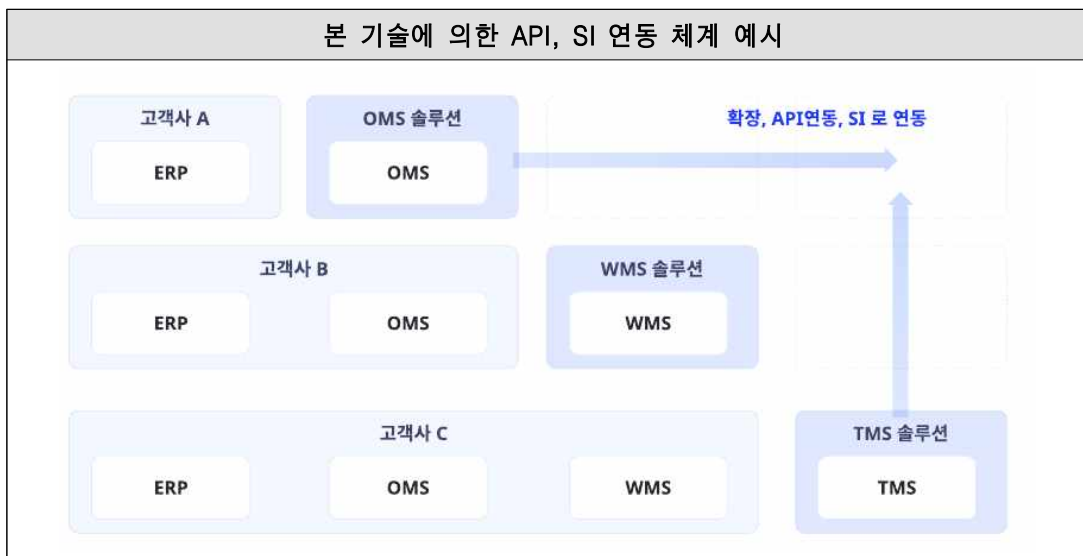 본 기술에 의한 API, SI 연동 체계 예시
고객사 A
OMS 솔루션
확장, API연동, SI 로 연동
ERP
OMS
고객사 B
WMS 솔루션
ERP
OMS
WMS
고객사 C
TMS 솔루션
ERP
OMS
WMS
TMS